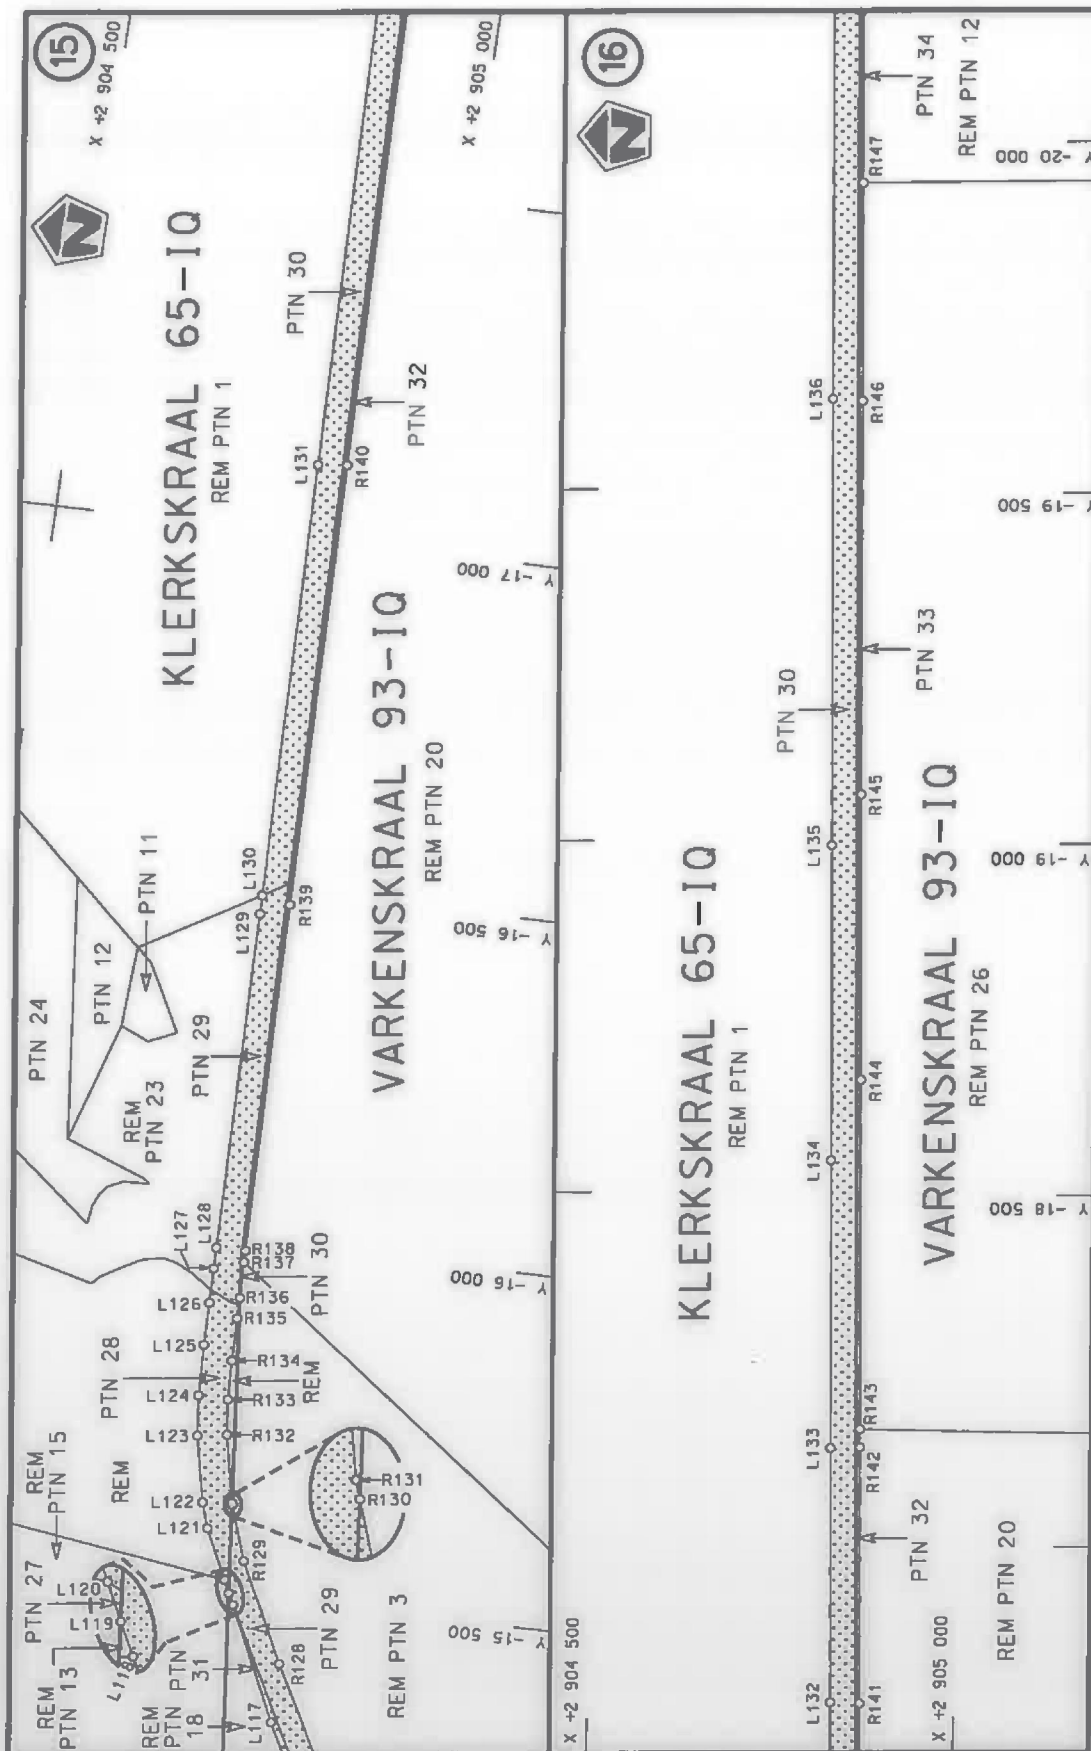 15
N
X +2 904 500
X +2 905 000
KLERKSKRAAL 65-IQ
REM PTN 1
PTN 30
PTN 32
L131
R140
Y -17 000
VARKENSKRAAL 93-IQ
REM PTN 20
PTN 24
PTN 12
PTN 11
REM
PTN 23
PTN 29
L130
L129
R139
Y -16 500
L128
L127
L126
L125
L124
L123
L122
L121
R138
R137
R136
R135
R134
R133
R132
R131
R130
R129
R128
PTN 30
Y -16 000
PTN 28
REM
REM
REM
PTN 15
PTN 27
L120
L119
L118
L117
REM
PTN 13
REM
PTN
18
PTN
31
PTN 29
REM PTN 3
Y -15 500
16
N
PTN 34
REM PTN 12
R147
Y -20 000
L136
R146
Y -19 500
PTN 30
PTN 33
KLERKSKRAAL 65-IQ
REM PTN 1
L135
R145
Y -19 000
VARKENSKRAAL 93-IQ
REM PTN 26
L134
R144
Y -18 500
L133
R143
R142
PTN 32
REM PTN 20
L132
R141
X +2 904 500
X +2 905 000